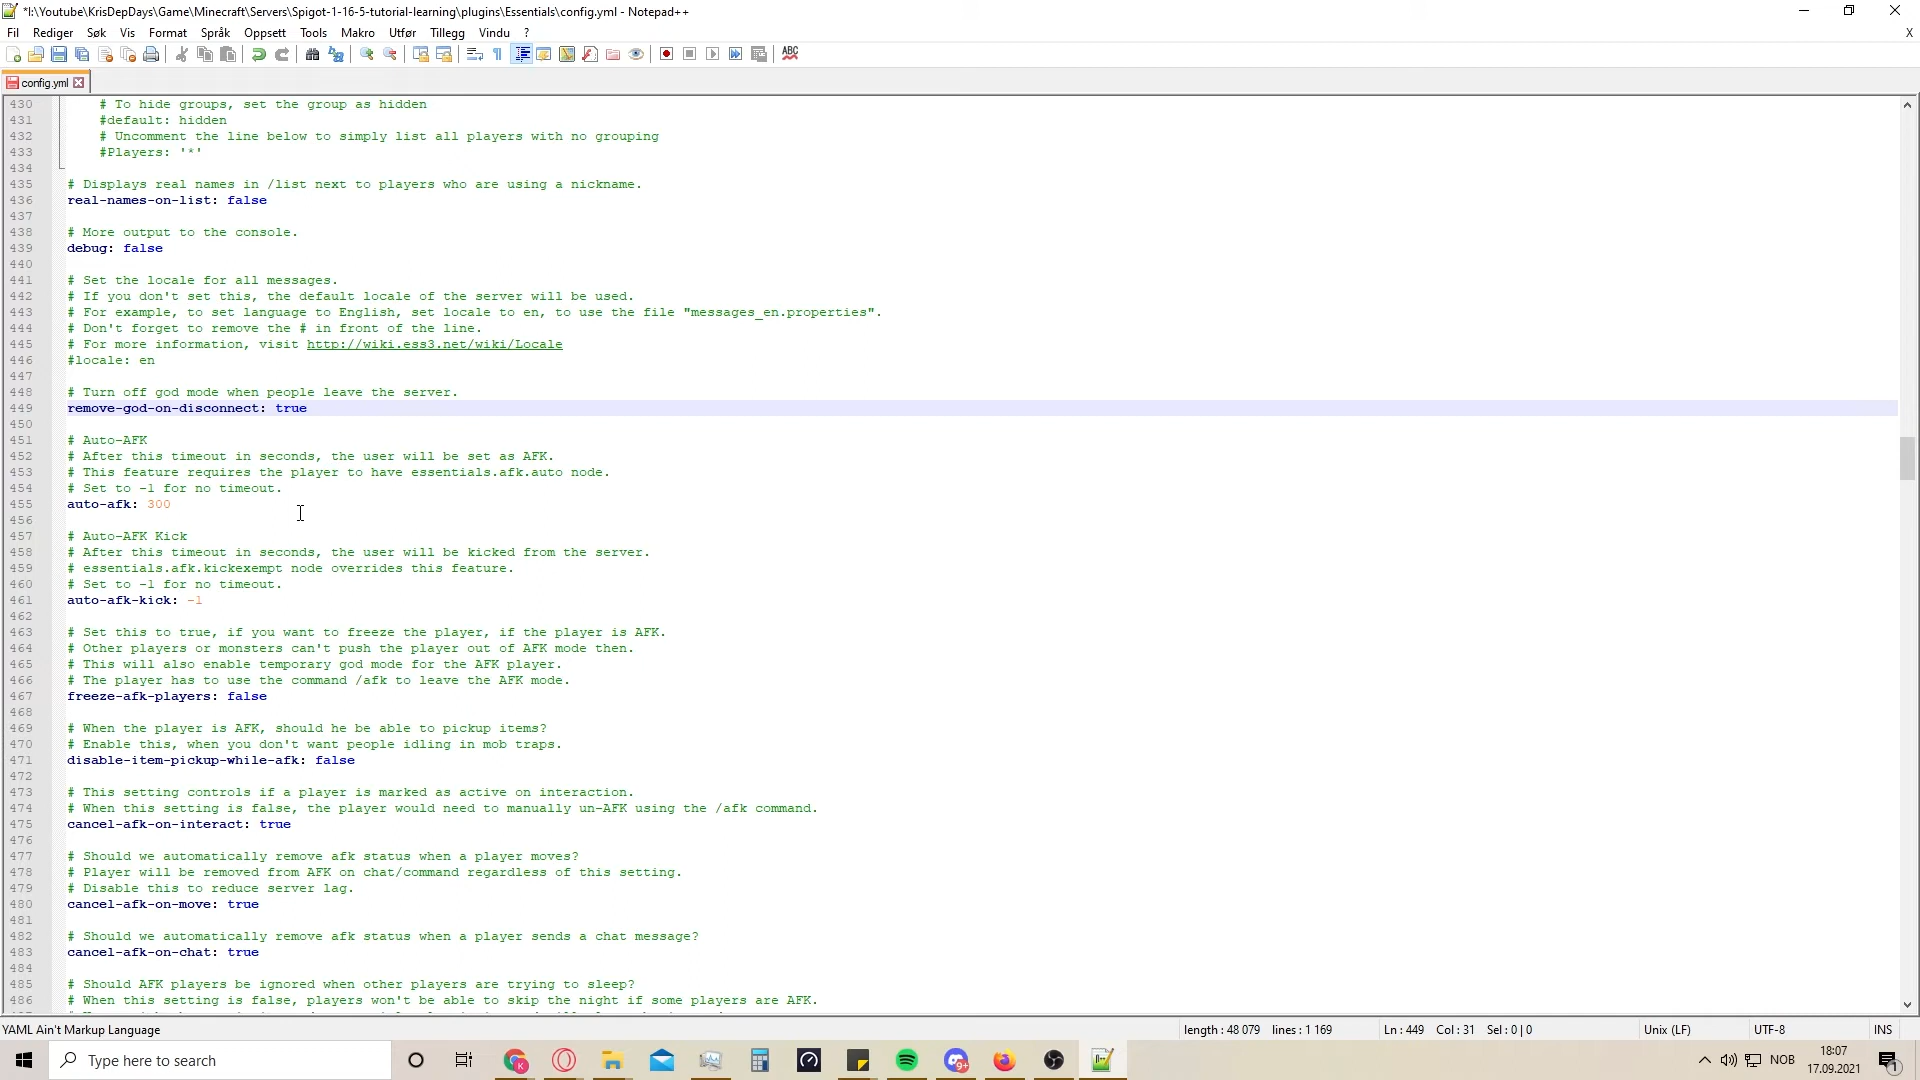 *I:\Youtube\KrisDepDays\Game\Minecraft\Servers\Spigot-1-16-5-tutorial-learning\plugins\Essentials\config.yml - Notepad++
Fil Rediger Søk Vis Format Språk Oppsett Tools Makro Utfør Tillegg Vindu ? X
config.yml
430 # To hide groups, set the group as hidden
431 #default: hidden
432 # Uncomment the line below to simply list all players with no grouping
433 #Players: '*'
434
435 # Displays real names in /list next to players who are using a nickname.
436 real-names-on-list: false
437
438 # More output to the console.
439 debug: false
440
441 # Set the locale for all messages.
442 # If you don't set this, the default locale of the server will be used.
443 # For example, to set language to English, set locale to en, to use the file "messages_en.properties".
444 # Don't forget to remove the # in front of the line.
445 # For more information, visit http://wiki.ess3.net/wiki/Locale
446 #locale: en
447
448 # Turn off god mode when people leave the server.
449 remove-god-on-disconnect: true
450
451 # Auto-AFK
452 # After this timeout in seconds, the user will be set as AFK.
453 # This feature requires the player to have essentials.afk.auto node.
454 # Set to -1 for no timeout.
455 auto-afk: 300
456
457 # Auto-AFK Kick
458 # After this timeout in seconds, the user will be kicked from the server.
459 # essentials.afk.kickexempt node overrides this feature.
460 # Set to -1 for no timeout.
461 auto-afk-kick: -1
462
463 # Set this to true, if you want to freeze the player, if the player is AFK.
464 # Other players or monsters can't push the player out of AFK mode then.
465 # This will also enable temporary god mode for the AFK player.
466 # The player has to use the command /afk to leave the AFK mode.
467 freeze-afk-players: false
468
469 # When the player is AFK, should he be able to pickup items?
470 # Enable this, when you don't want people idling in mob traps.
471 disable-item-pickup-while-afk: false
472
473 # This setting controls if a player is marked as active on interaction.
474 # When this setting is false, the player would need to manually un-AFK using the /afk command.
475 cancel-afk-on-interact: true
476
477 # Should we automatically remove afk status when a player moves?
478 # Player will be removed from AFK on chat/command regardless of this setting.
479 # Disable this to reduce server lag.
480 cancel-afk-on-move: true
481
482 # Should we automatically remove afk status when a player sends a chat message?
483 cancel-afk-on-chat: true
484
485 # Should AFK players be ignored when other players are trying to sleep?
486 # When this setting is false, players won't be able to skip the night if some players are AFK.
YAML Ain't Markup Language length : 48 079 lines : 1 169 Ln : 449 Col : 31 Sel : 0 | 0 Unix (LF) UTF-8 INS
Type here to search NOB 18:07
17.09.2021